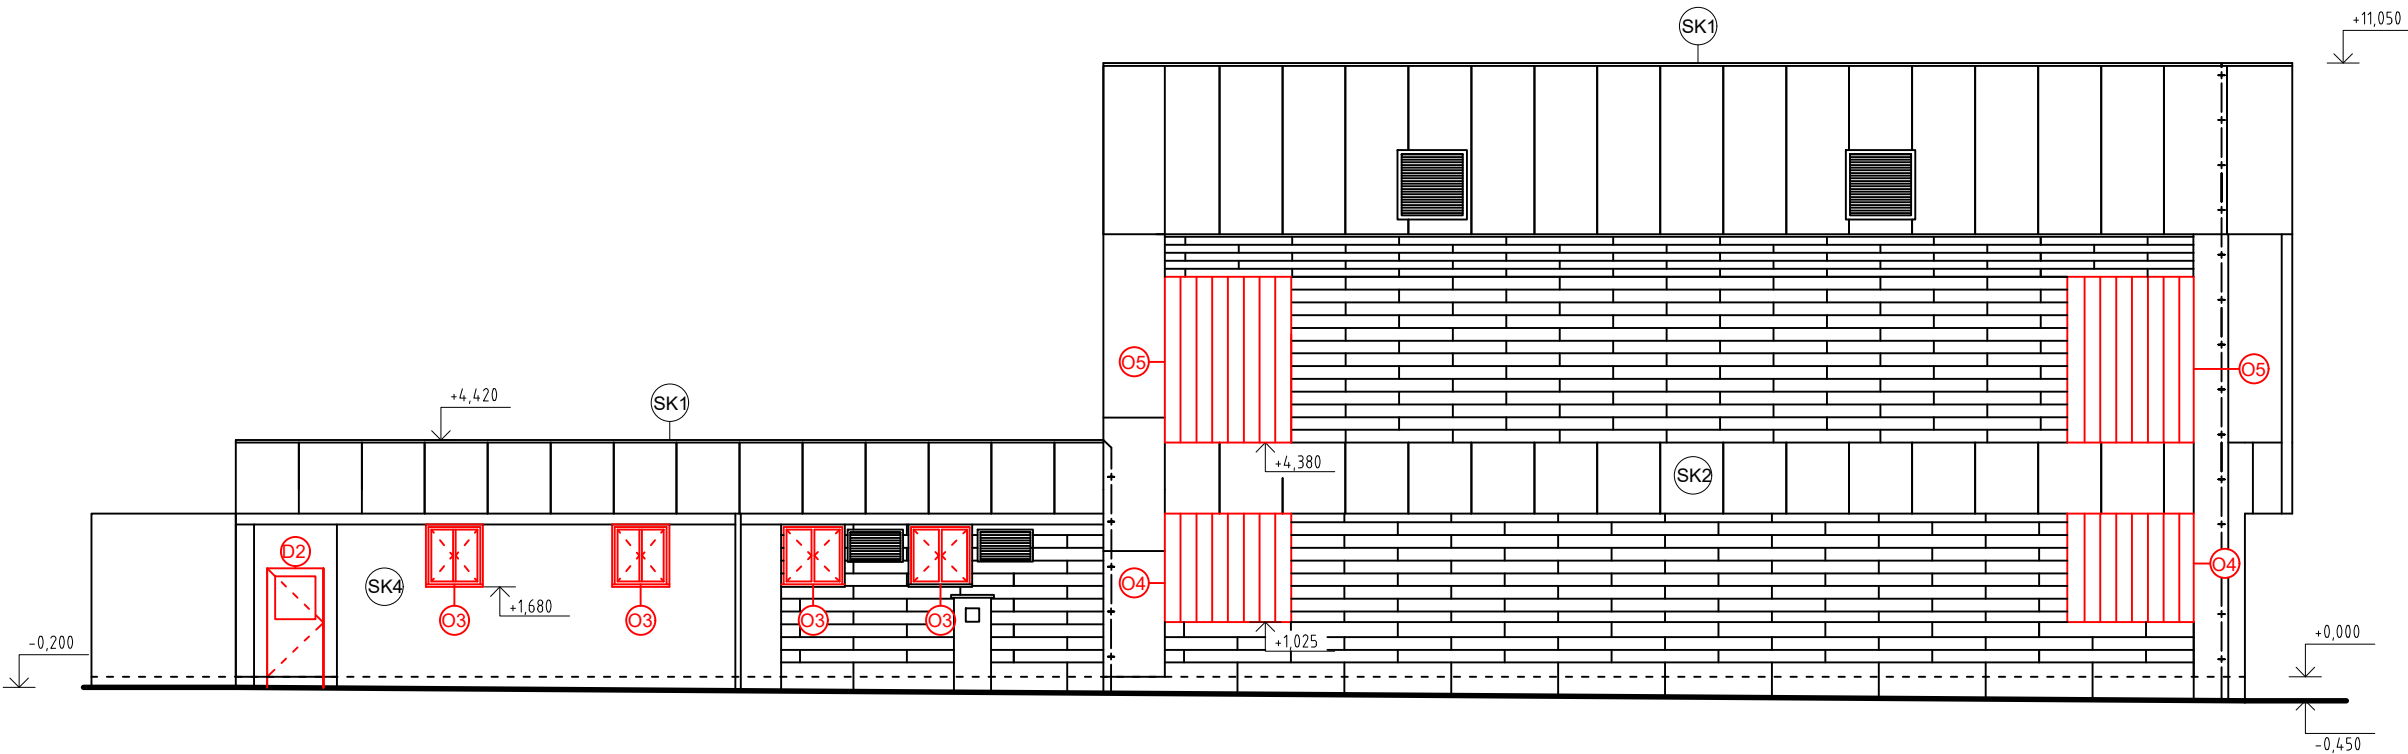 SK1
+11,050
O5
O5
+4,420
SK1
+4,380
SK2
D2
SK4
O4
O4
+1,680
O3
O3
O3
O3
+1,025
-0,200
+0,000
-0,450